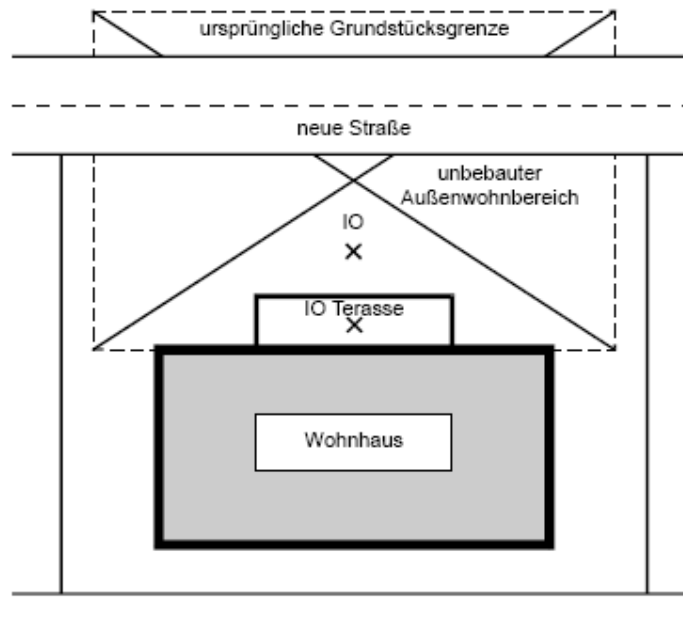 ursprüngliche Grundstücksgrenze
neue Straße
unbebauter
Außenwohnbereich
IO
IO Terasse
Wohnhaus